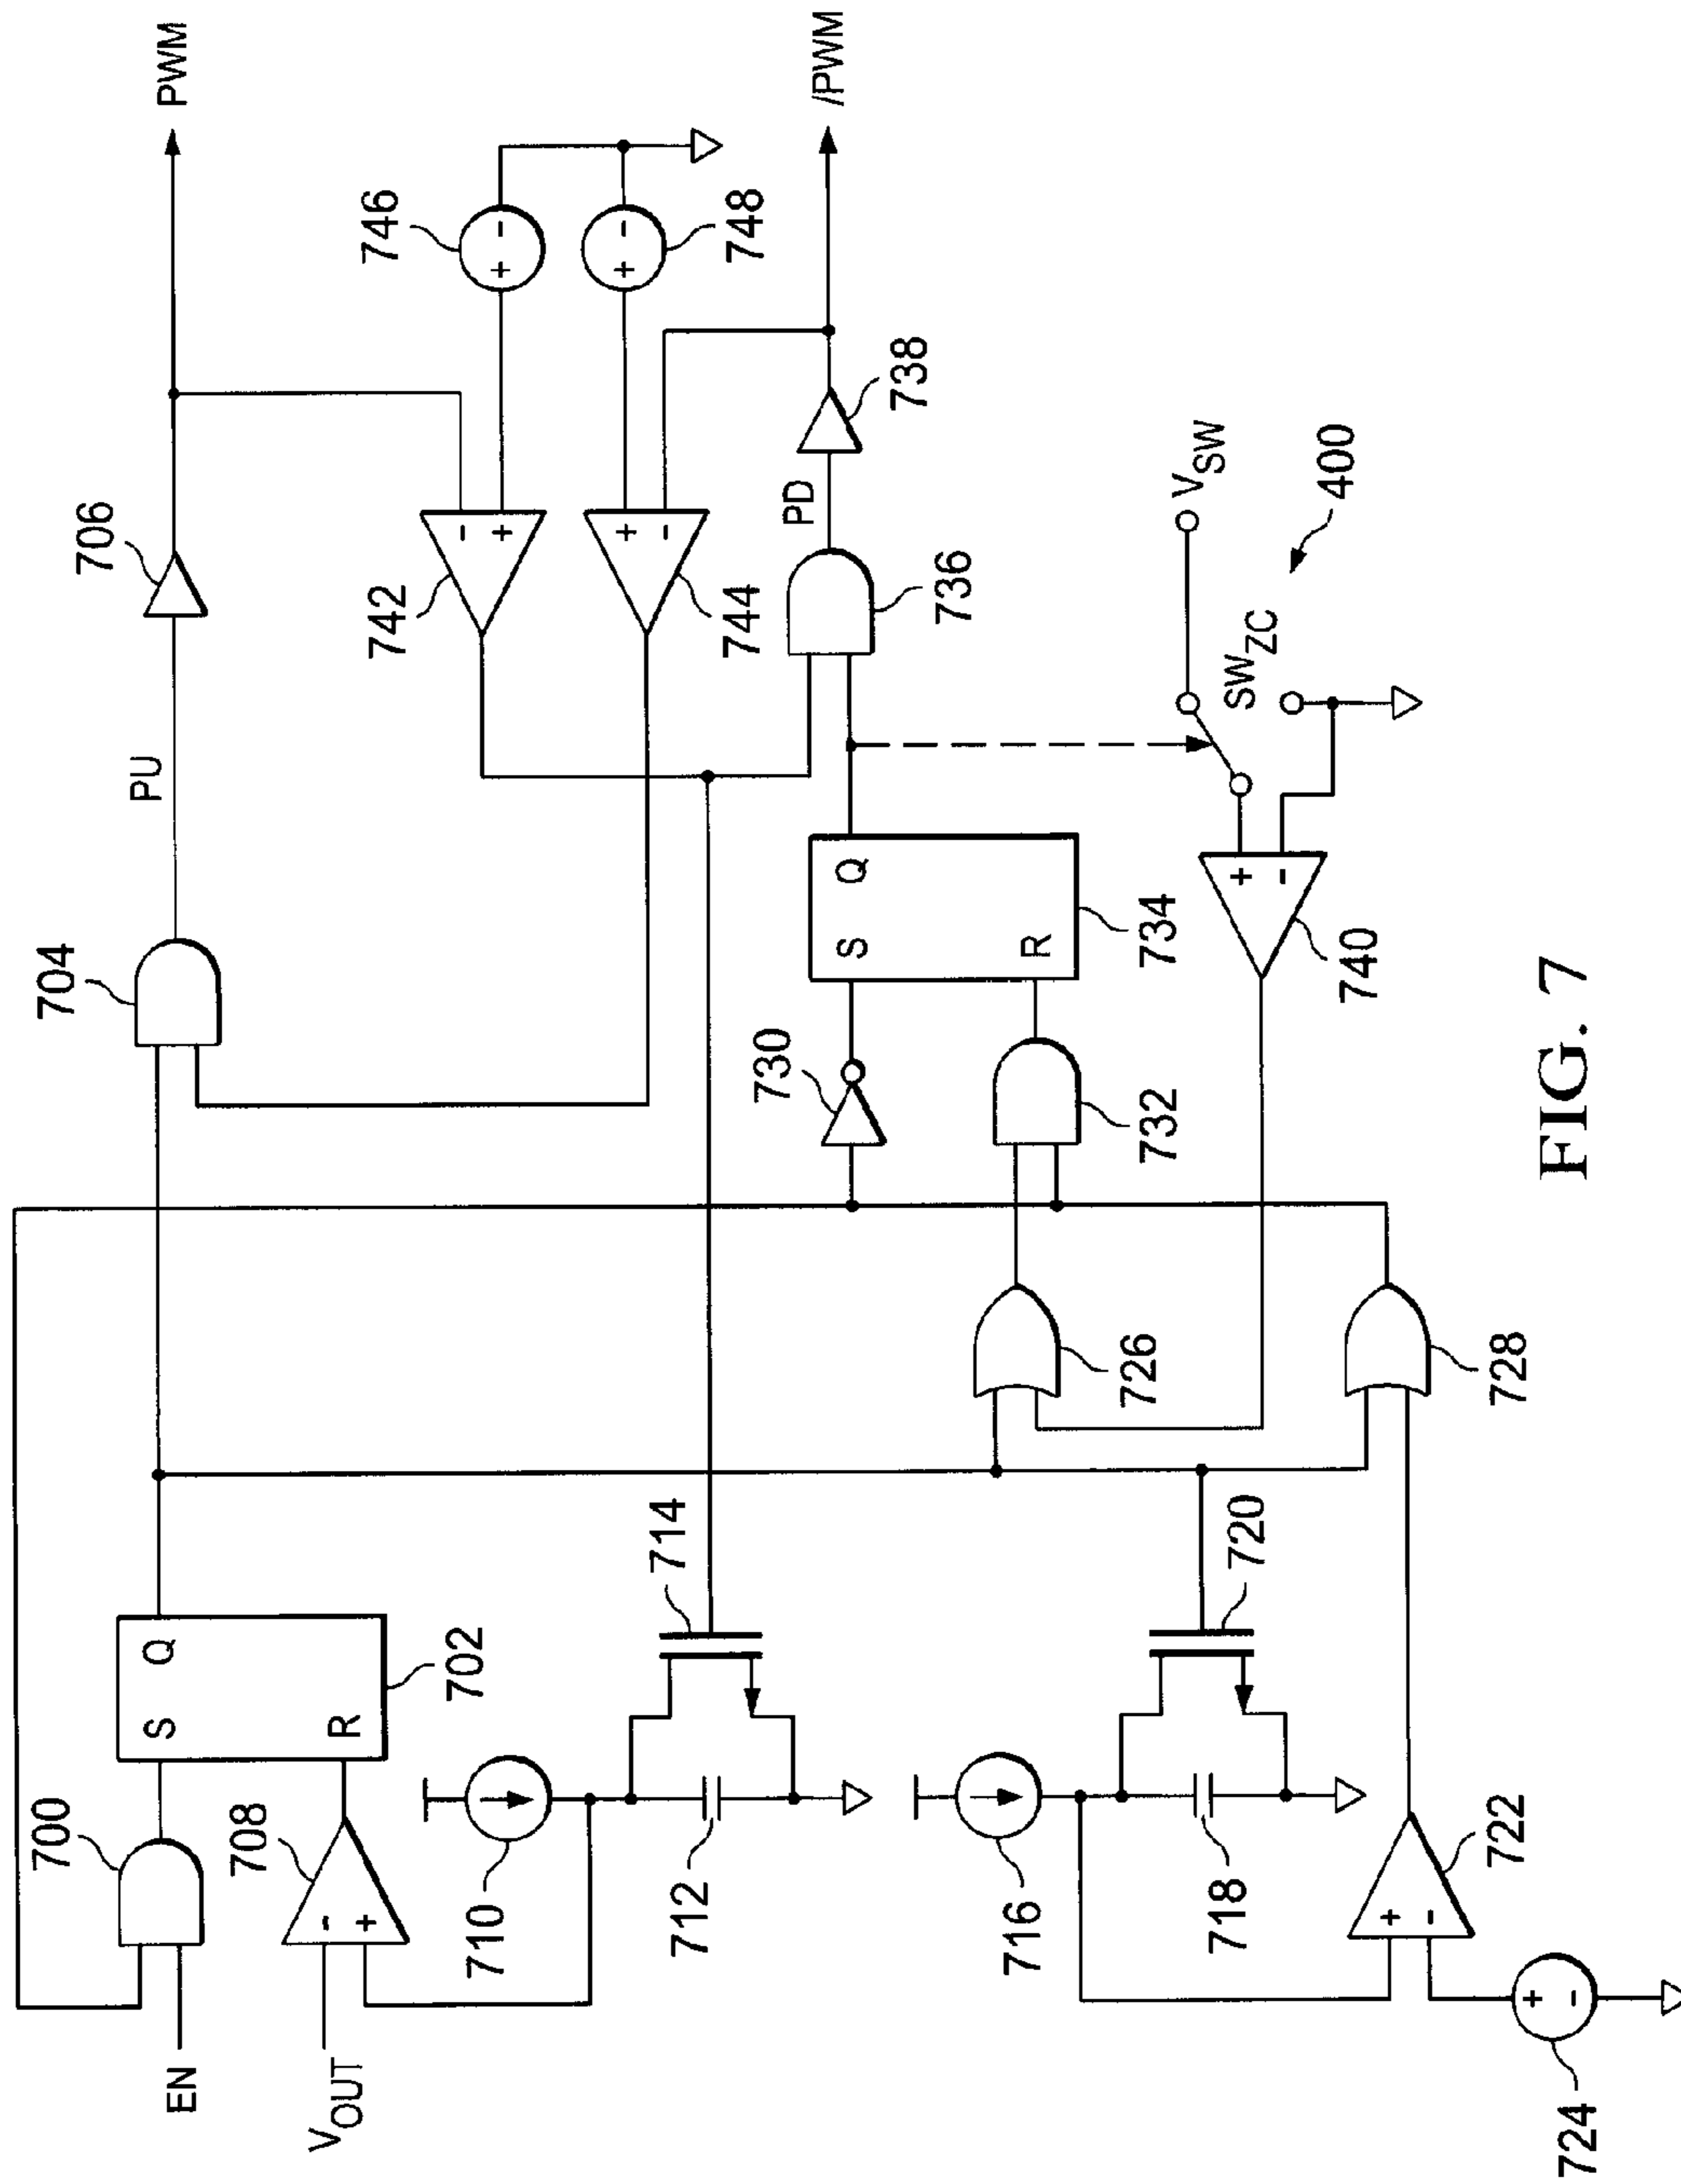 PWM
706
PU
704
746
748
742
744
- +
+ -
+ -
+ -
/PWM
738
PD
736
V_SW
SW_ZC
400
730
S Q
R
734
732
+ -
740
726
728
700
EN
S Q
R
702
708
- +
V_OUT
710
712
714
716
718
720
722
+ -
724
+ -
FIG. 7